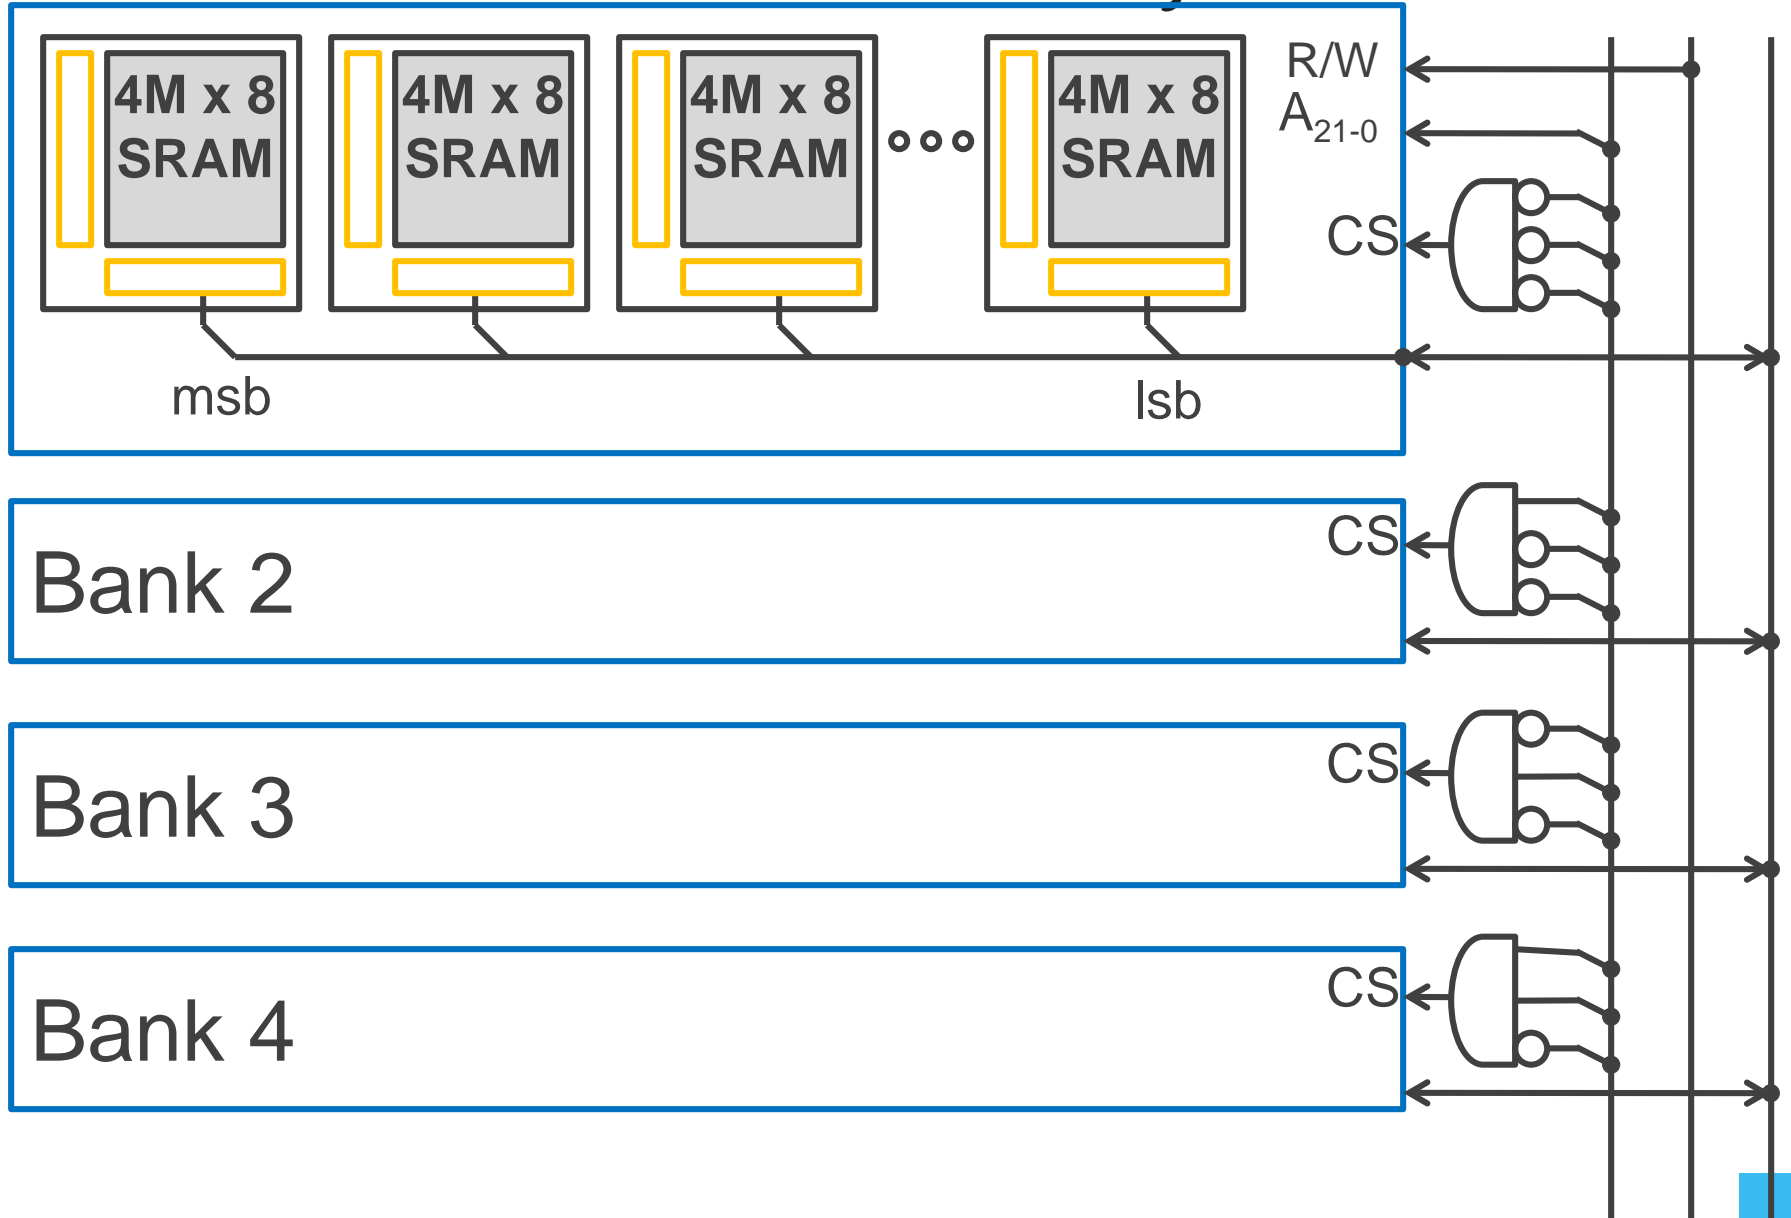 4M x 8
SRAM
4M x 8
SRAM
4M x 8
SRAM
4M x 8
SRAM
R/W
A21-0
CS
msb
lsb
Bank 2
CS
Bank 3
CS
Bank 4
CS